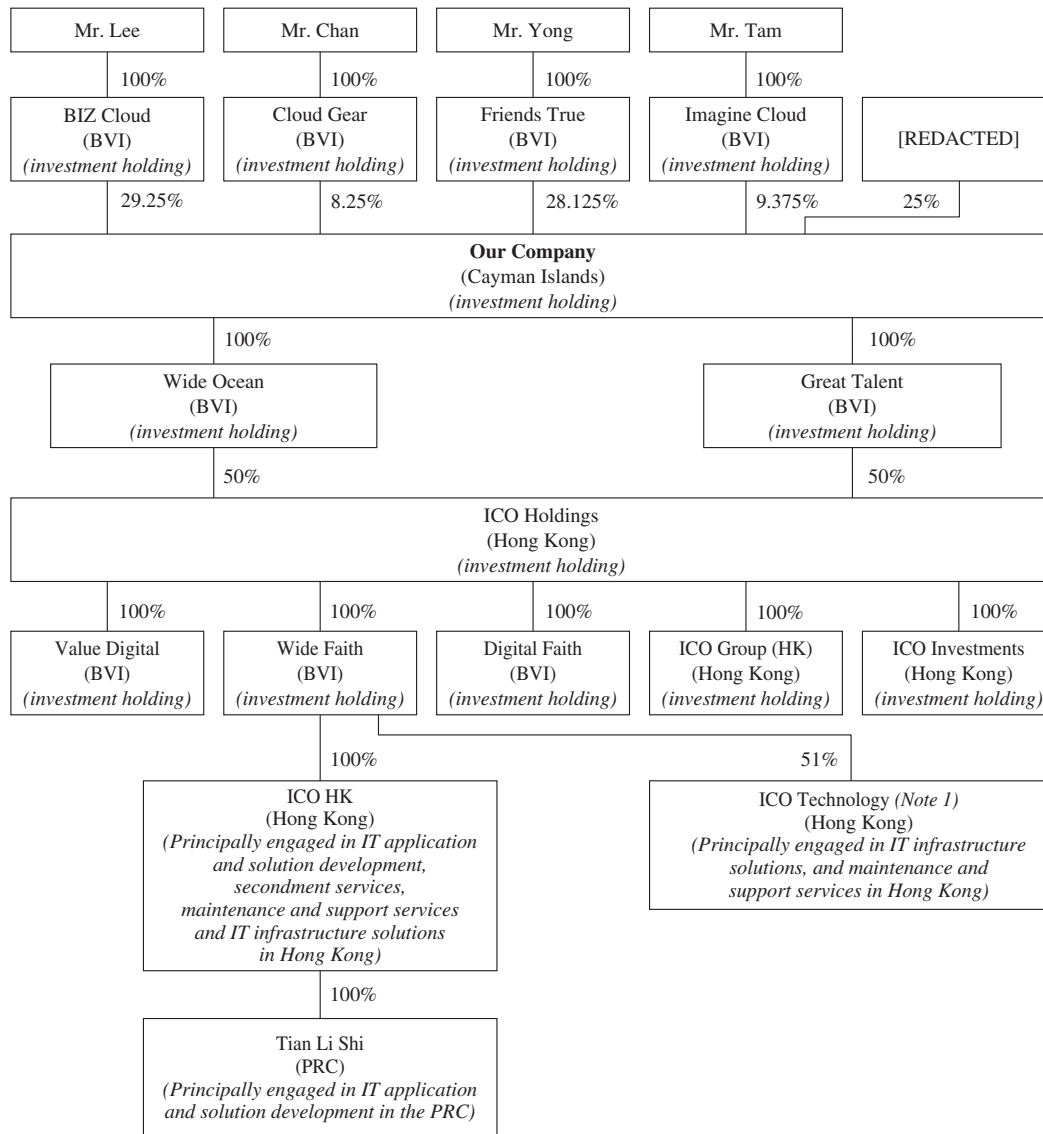 Mr. Lee
Mr. Chan
Mr. Yong
Mr. Tam
100%
100%
100%
100%
BIZ Cloud
(BVI)
(investment holding)
Cloud Gear
(BVI)
(investment holding)
Friends True
(BVI)
(investment holding)
Imagine Cloud
(BVI)
(investment holding)
[REDACTED]
29.25%
8.25%
28.125%
9.375%
25%
Our Company
(Cayman Islands)
(investment holding)
100%
100%
Wide Ocean
(BVI)
(investment holding)
Great Talent
(BVI)
(investment holding)
50%
50%
ICO Holdings
(Hong Kong)
(investment holding)
100%
100%
100%
100%
100%
Value Digital
(BVI)
(investment holding)
Wide Faith
(BVI)
(investment holding)
Digital Faith
(BVI)
(investment holding)
ICO Group (HK)
(Hong Kong)
(investment holding)
ICO Investments
(Hong Kong)
(investment holding)
100%
51%
ICO HK
(Hong Kong)
(Principally engaged in IT application
and solution development,
secondment services,
maintenance and support services
and IT infrastructure solutions
in Hong Kong)
ICO Technology (Note 1)
(Hong Kong)
(Principally engaged in IT infrastructure
solutions, and maintenance and
support services in Hong Kong)
100%
Tian Li Shi
(PRC)
(Principally engaged in IT application
and solution development in the PRC)